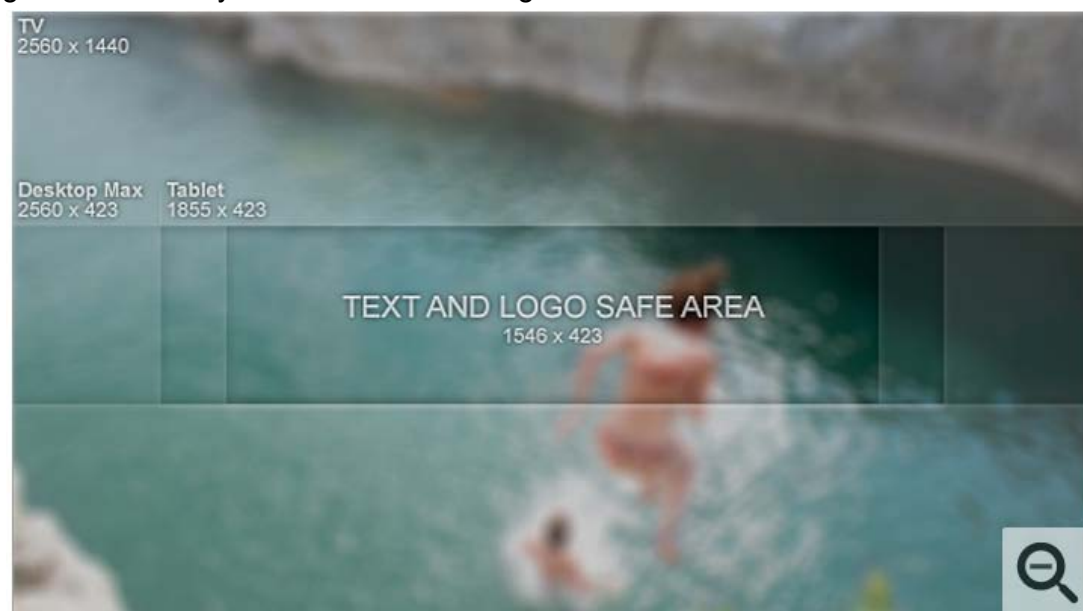 TV
2560 x 1440
Desktop Max
2560 x 423
Tablet
1855 x 423
TEXT AND LOGO SAFE AREA
1546 x 423